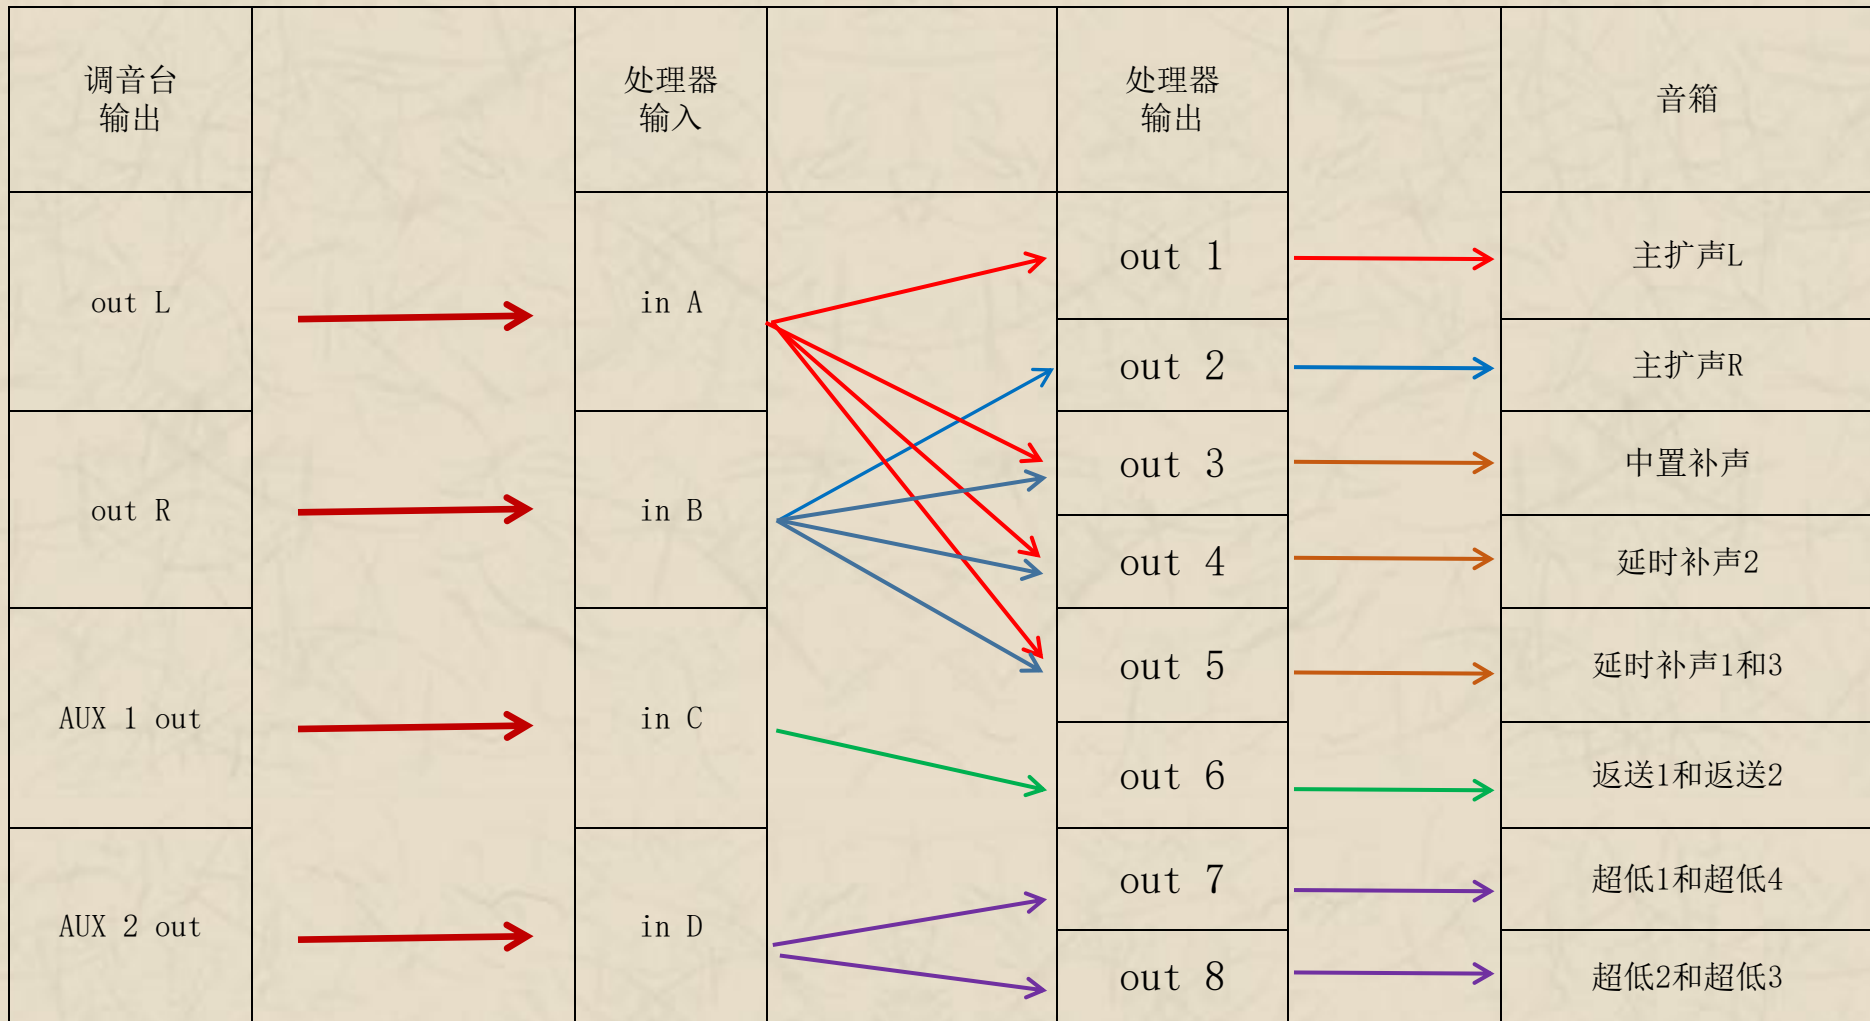 调音台
输出
处理器
输入
处理器
输出
音箱
out L
in A
out 1
主扩声L
out 2
主扩声R
out R
in B
out 3
中置补声
out 4
延时补声2
AUX 1 out
in C
out 5
延时补声1和3
out 6
返送1和返送2
AUX 2 out
in D
out 7
超低1和超低4
out 8
超低2和超低3